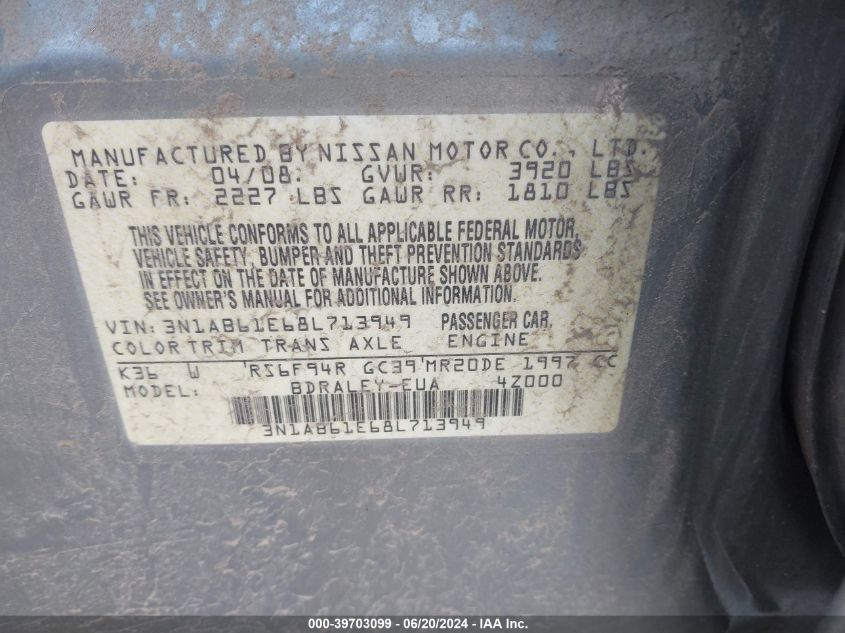 MANUFACTURED BY NISSAN MOTOR CO., LTD.
DATE: 04/08. GVWR: 3920 LBS
GAWR FR: 2227 LBS GAWR RR: 1810 LBS
THIS VEHICLE CONFORMS TO ALL APPLICABLE FEDERAL MOTOR
VEHICLE SAFETY, BUMPER AND THEFT PREVENTION STANDARDS
IN EFFECT ON THE DATE OF MANUFACTURE SHOWN ABOVE.
SEE OWNER'S MANUAL FOR ADDITIONAL INFORMATION.
VIN: 3N1AB61E68L713949 PASSENGER CAR
COLOR TRIM TRANS AXLE ENGINE
K36 W RS6F94R GC39 MR20DE 1997 CC
MODEL: BDRALEY-EUA 4Z000
3N1AB61E68L713949
000-39703099 - 06/20/2024 - IAA Inc.